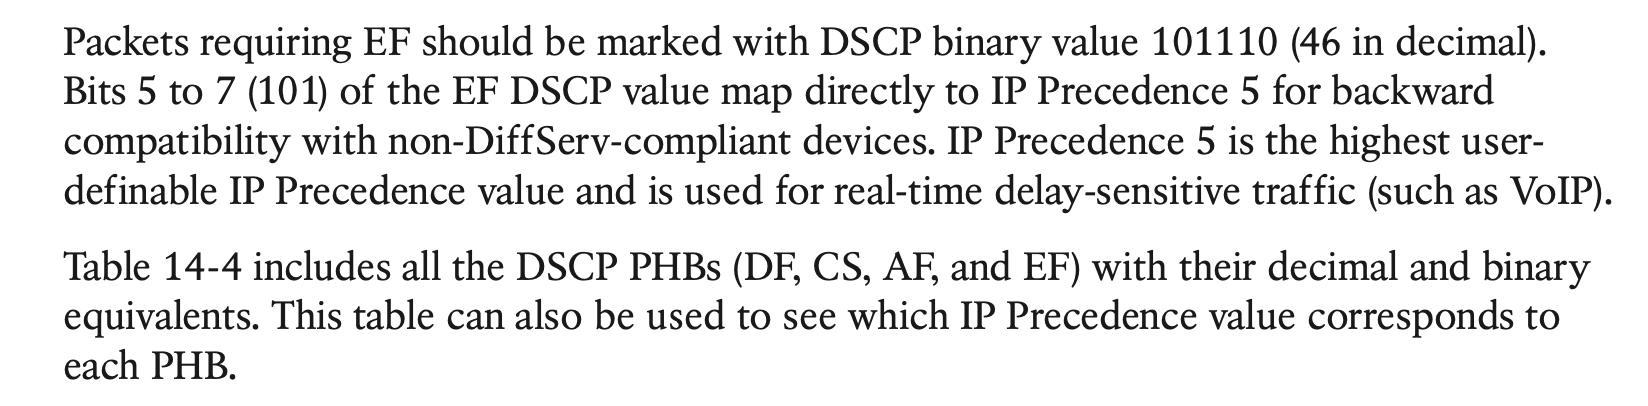 Packets requiring EF should be marked with DSCP binary value 101110 (46 in decimal).
Bits 5 to 7 (101) of the EF DSCP value map directly to IP Precedence 5 for backward
compatibility with non-DiffServ-compliant devices. IP Precedence 5 is the highest user-
definable IP Precedence value and is used for real-time delay-sensitive traffic (such as VoIP).
Table 14-4 includes all the DSCP PHBs (DF, CS, AF, and EF) with their decimal and binary
equivalents. This table can also be used to see which IP Precedence value corresponds to
each PHB.